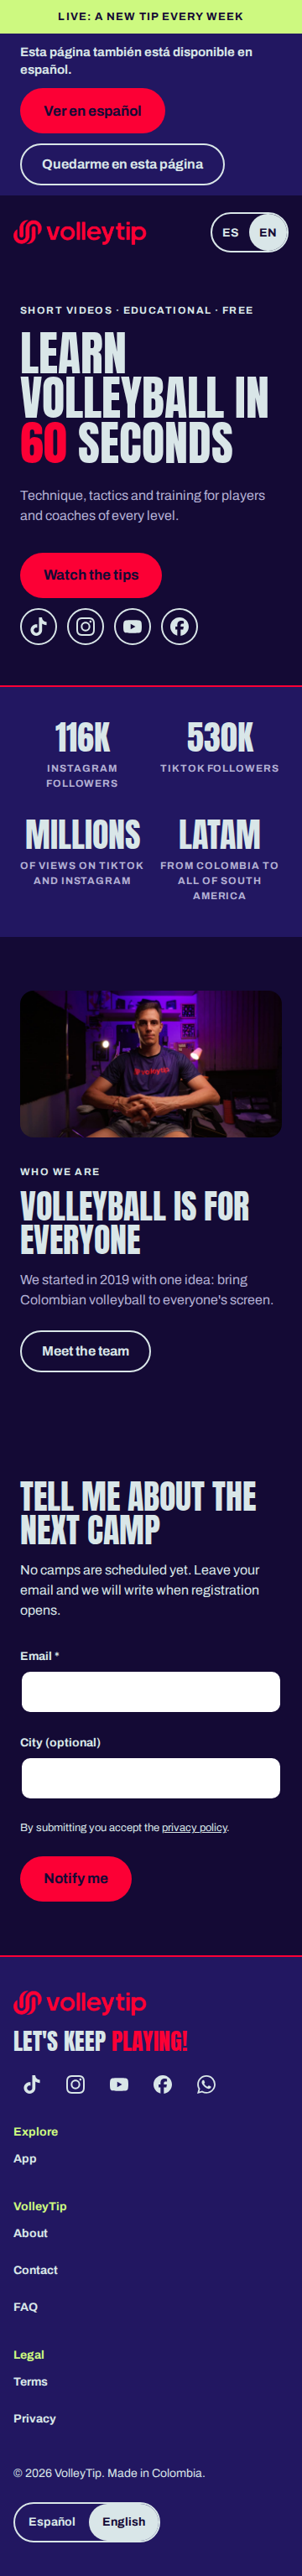 LIVE: A NEW TIP EVERY WEEK
Esta página también está disponible en
español.
Ver en español
Quedarme en esta página
volleytip
ES EN
SHORT VIDEOS · EDUCATIONAL · FREE
LEARN
VOLLEYBALL IN
60 SECONDS
Technique, tactics and training for players
and coaches of every level.
Watch the tips
116K
INSTAGRAM
FOLLOWERS
530K
TIKTOK FOLLOWERS
MILLIONS
OF VIEWS ON TIKTOK
AND INSTAGRAM
LATAM
FROM COLOMBIA TO
ALL OF SOUTH
AMERICA
WHO WE ARE
VOLLEYBALL IS FOR
EVERYONE
We started in 2019 with one idea: bring
Colombian volleyball to everyone's screen.
Meet the team
TELL ME ABOUT THE
NEXT CAMP
No camps are scheduled yet. Leave your
email and we will write when registration
opens.
Email *
City (optional)
By submitting you accept the privacy policy.
Notify me
volleytip
LET'S KEEP PLAYING!
Explore
App
VolleyTip
About
Contact
FAQ
Legal
Terms
Privacy
© 2026 VolleyTip. Made in Colombia.
Español English